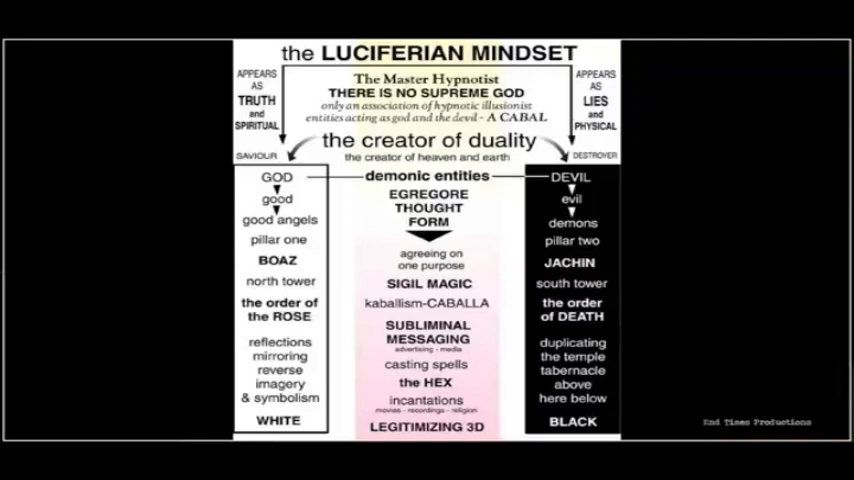 the LUCIFERIAN MINDSET
APPEARS
AS
TRUTH
and
SPIRITUAL
The Master Hypnotist
THERE IS NO SUPREME GOD
only an association of hypnotic illusionist
entities acting as god and the devil - A CABAL
APPEARS
AS
LIES
and
PHYSICAL
the creator of duality
the creator of heaven and earth
SAVIOUR
GOD
good
good angels
pillar one
BOAZ
north tower
the order of
the ROSE
reflections
mirroring
reverse
imagery
& symbolism
WHITE
demonic entities
EGREGORE
THOUGHT
FORM
agreeing on
one purpose
SIGIL MAGIC
kaballism-CABALLA
SUBLIMINAL
MESSAGING
advertising - media
casting spells
the HEX
incantations
movies - recordings - religion
LEGITIMIZING 3D
DESTROYER
DEVIL
evil
demons
pillar two
JACHIN
south tower
the order
of DEATH
duplicating
the temple
tabernacle
above
here below
BLACK
End Times Productions